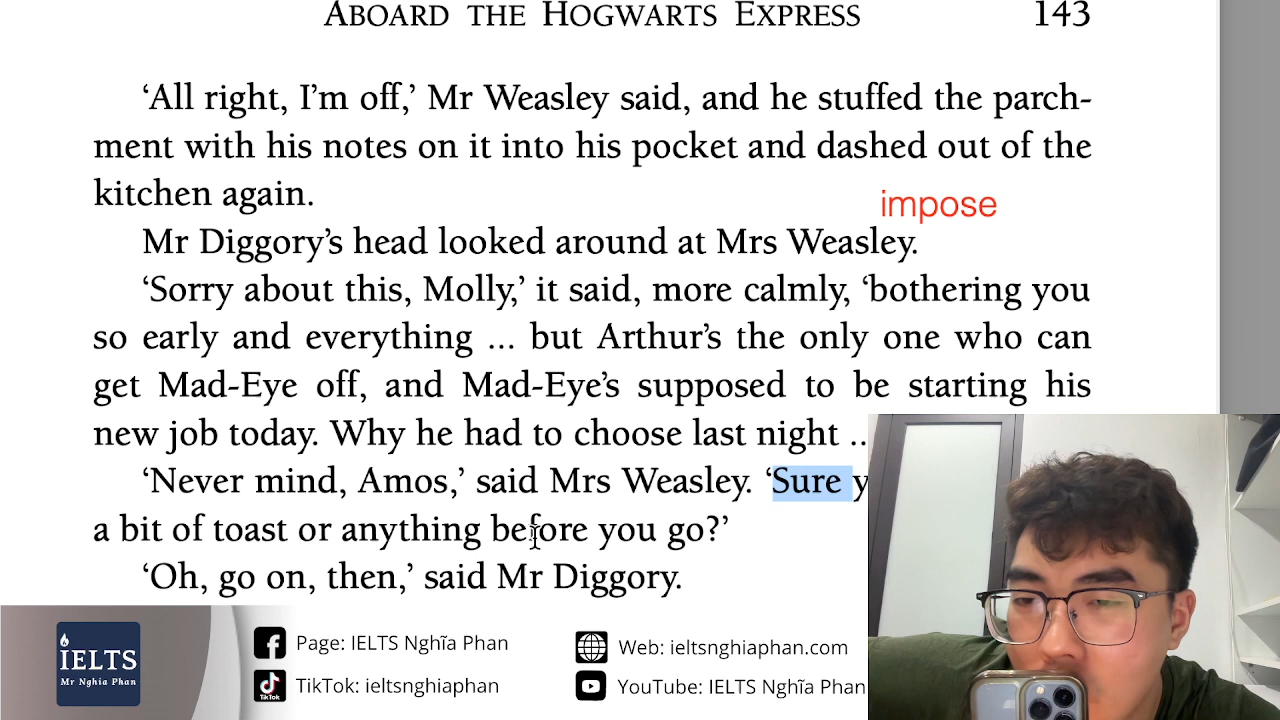 ABOARD THE HOGWARTS EXPRESS 143
‘All right, I’m off,’ Mr Weasley said, and he stuffed the parch-
ment with his notes on it into his pocket and dashed out of the
kitchen again.
impose
Mr Diggory’s head looked around at Mrs Weasley.
‘Sorry about this, Molly,’ it said, more calmly, ‘bothering you
so early and everything ... but Arthur’s the only one who can
get Mad-Eye off, and Mad-Eye’s supposed to be starting his
new job today. Why he had to choose last night ..
‘Never mind, Amos,’ said Mrs Weasley. ‘Sure y
a bit of toast or anything before you go?’
‘Oh, go on, then,’ said Mr Diggory.
IELTS
Mr Nghia Phan
Page: IELTS Nghĩa Phan
TikTok
TikTok: ieltsnghiaphan
Web: ieltsnghiaphan.com
YouTube: IELTS Nghĩa Phan